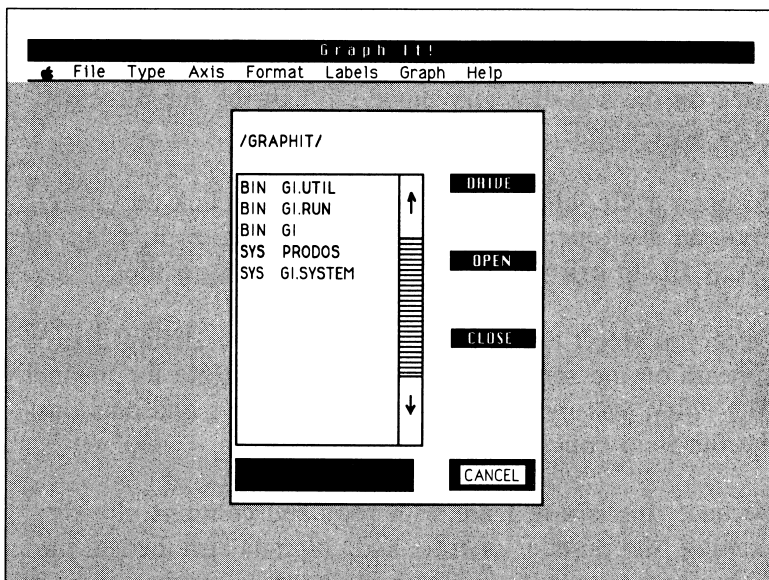 Graph It!
File Type Axis Format Labels Graph Help
/GRAPHIT/
BIN GI.UTIL
BIN GI.RUN
BIN GI
SYS PRODOS
SYS GI.SYSTEM
DRIVE
OPEN
CLOSE
CANCEL